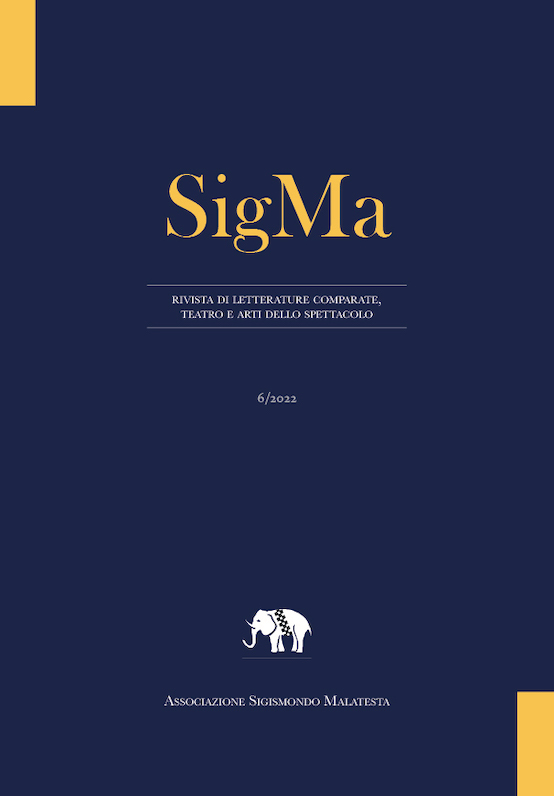 SigMa
RIVISTA DI LETTERATURE COMPARATE,
TEATRO E ARTI DELLO SPETTACOLO
6/2022
ASSOCIAZIONE SIGISMONDO MALATESTA